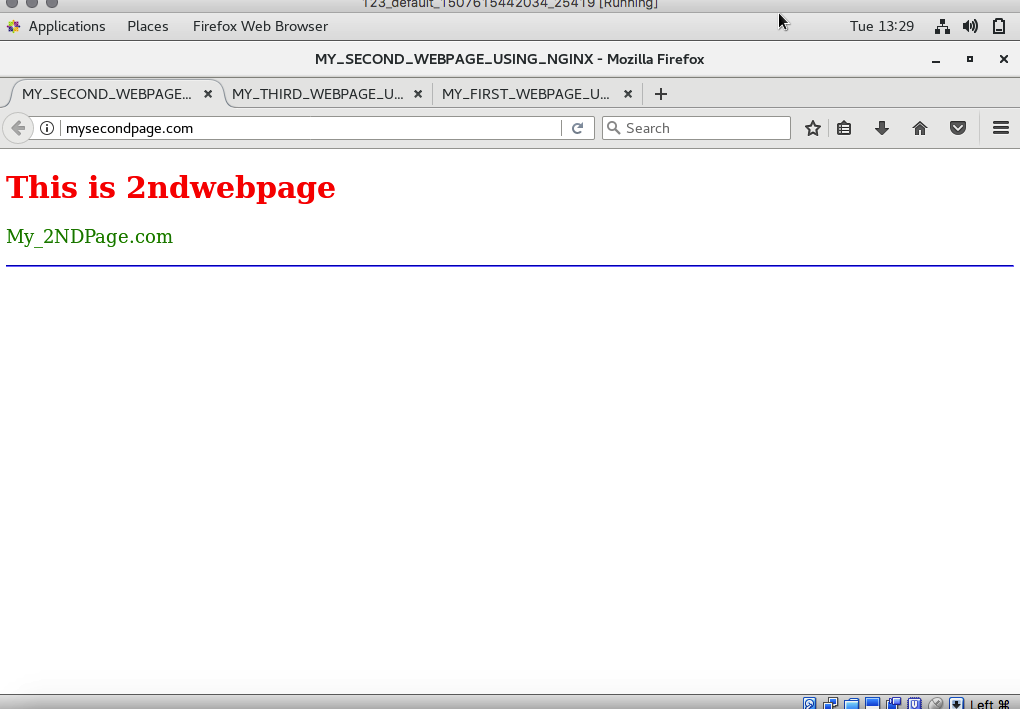 123_default_1507615442034_25419 [Running]
Applications Places Firefox Web Browser Tue 13:29
MY_SECOND_WEBPAGE_USING_NGINX - Mozilla Firefox
MY_SECOND_WEBPAGE... MY_THIRD_WEBPAGE_U... MY_FIRST_WEBPAGE_U...
mysecondpage.com Search
This is 2ndwebpage
My_2NDPage.com
Left ⌘